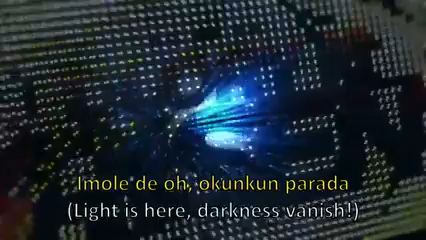 Imole de oh, okunkun parada
(Light is here, darkness vanish!)